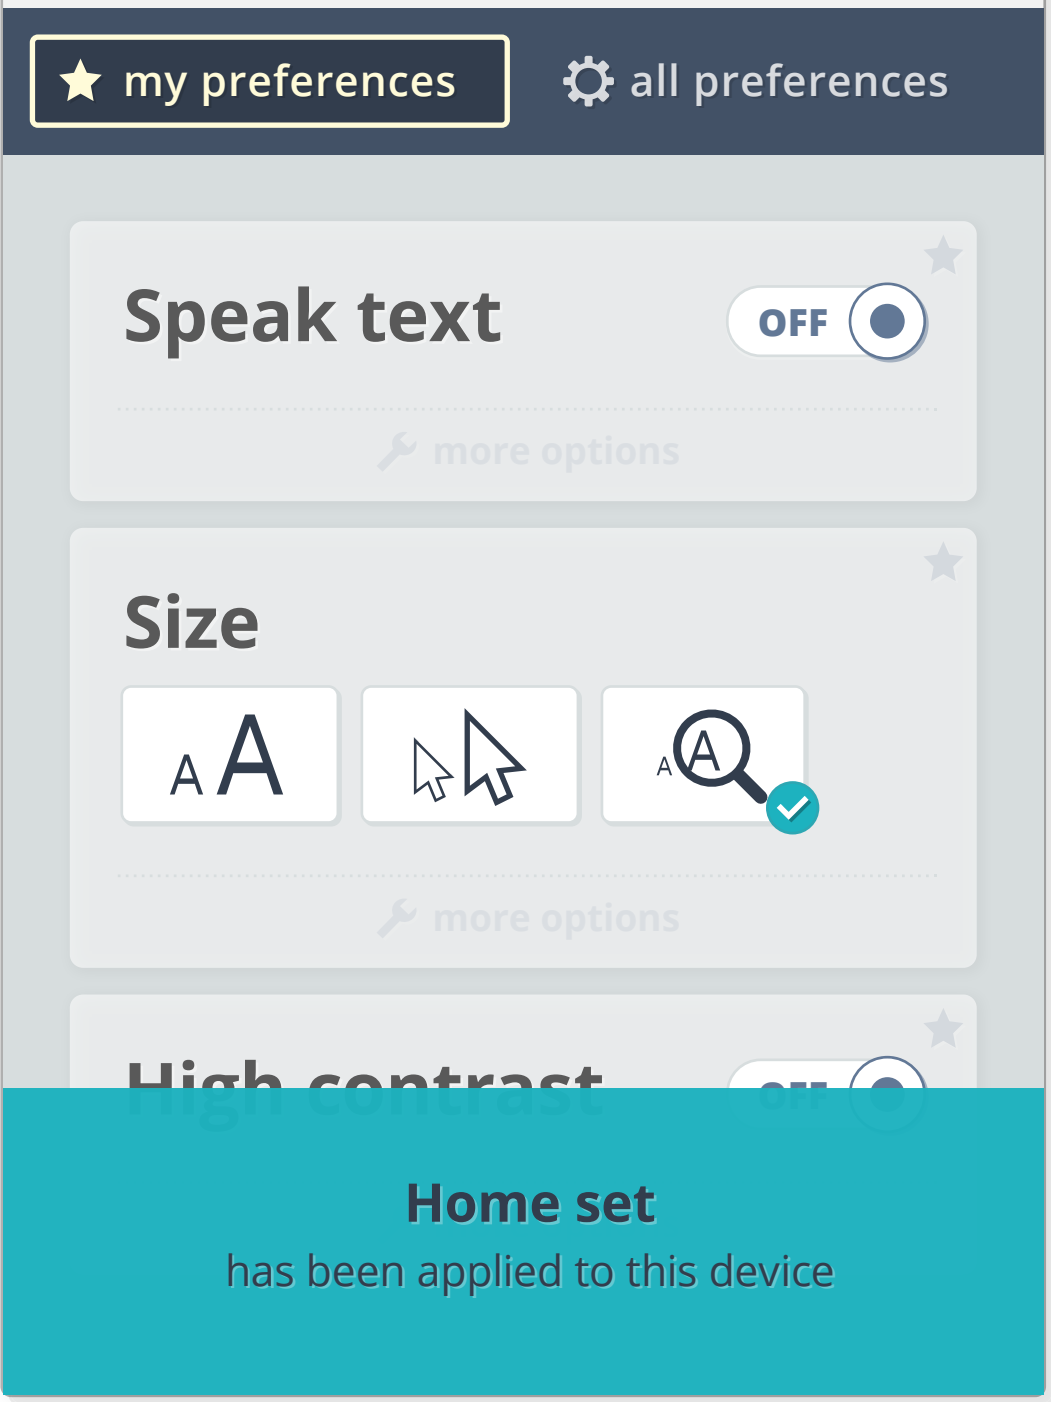 my preferences
all preferences
Speak text
OFF
more options
Size
A A
A A
more options
High contrast
OFF
Home set
has been applied to this device